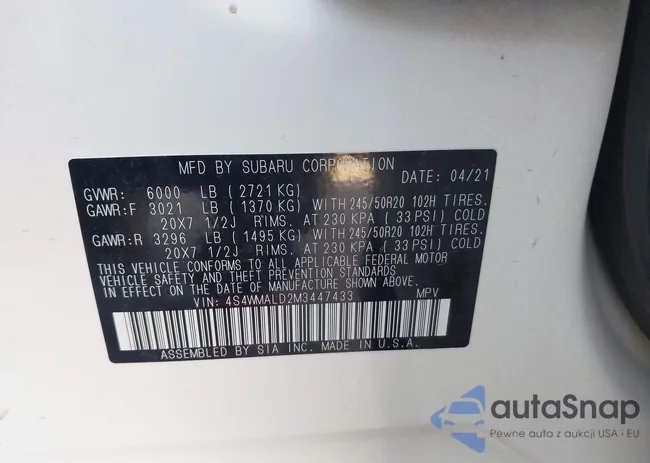 MFD BY SUBARU CORPORATION
DATE: 04/21
GVWR: 6000 LB (2721 KG)
GAWR:F 3021 LB (1370 KG) WITH 245/50R20 102H TIRES.
20X7 1/2J RIMS. AT 230 KPA (33 PSI) COLD
GAWR:R 3296 LB (1495 KG) WITH 245/50R20 102H TIRES.
20X7 1/2J RIMS. AT 230 KPA (33 PSI) COLD
THIS VEHICLE CONFORMS TO ALL APPLICABLE FEDERAL MOTOR
VEHICLE SAFETY AND THEFT PREVENTION STANDARDS
IN EFFECT ON THE DATE OF MANUFACTURE SHOWN ABOVE.
VIN: 4S4WMALD2M3447433 MPV
ASSEMBLED BY SIA INC. MADE IN U.S.A.
autaSnap
Pewne auta z aukcji USA i EU